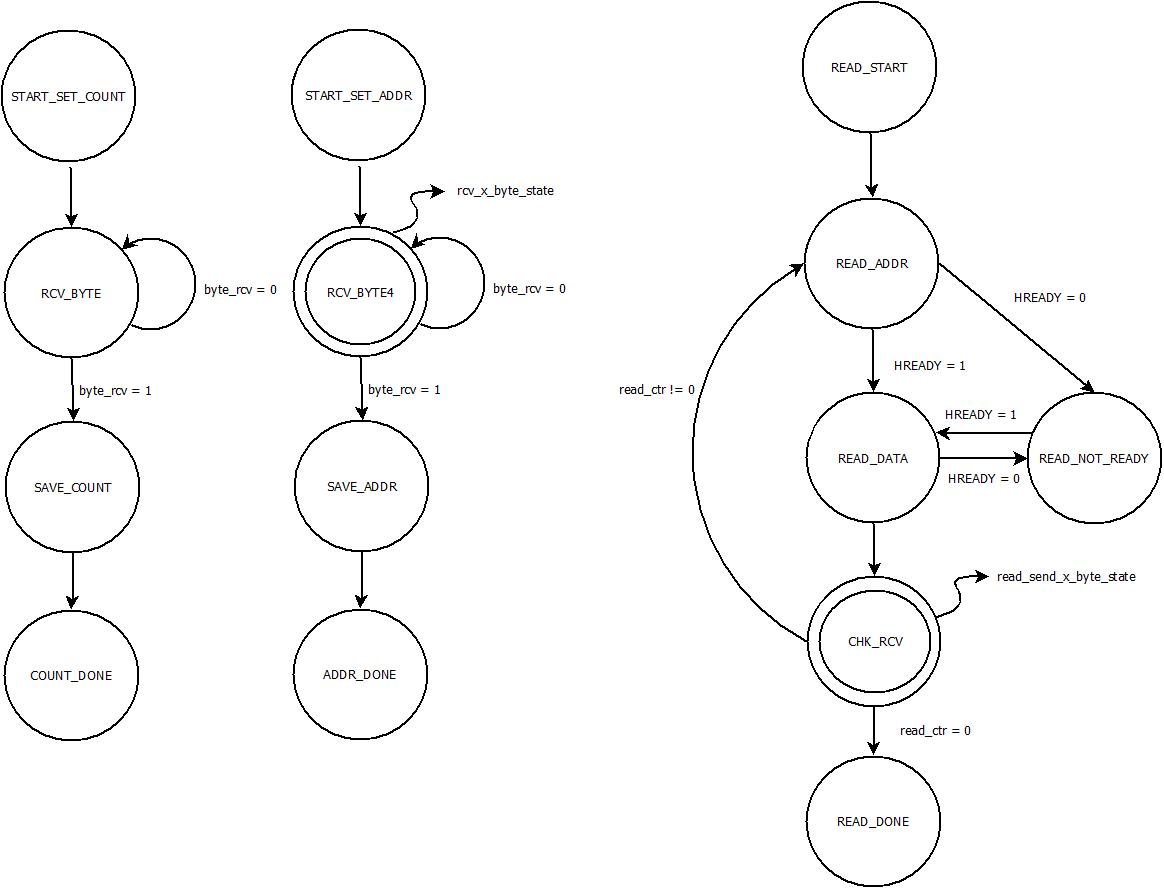 START_SET_COUNT
RCV_BYTE
byte_rcv = 0
byte_rcv = 1
SAVE_COUNT
COUNT_DONE
START_SET_ADDR
rcv_x_byte_state
RCV_BYTE4
byte_rcv = 0
byte_rcv = 1
SAVE_ADDR
ADDR_DONE
READ_START
READ_ADDR
HREADY = 0
HREADY = 1
read_ctr != 0
READ_DATA
HREADY = 1
HREADY = 0
READ_NOT_READY
read_send_x_byte_state
CHK_RCV
read_ctr = 0
READ_DONE